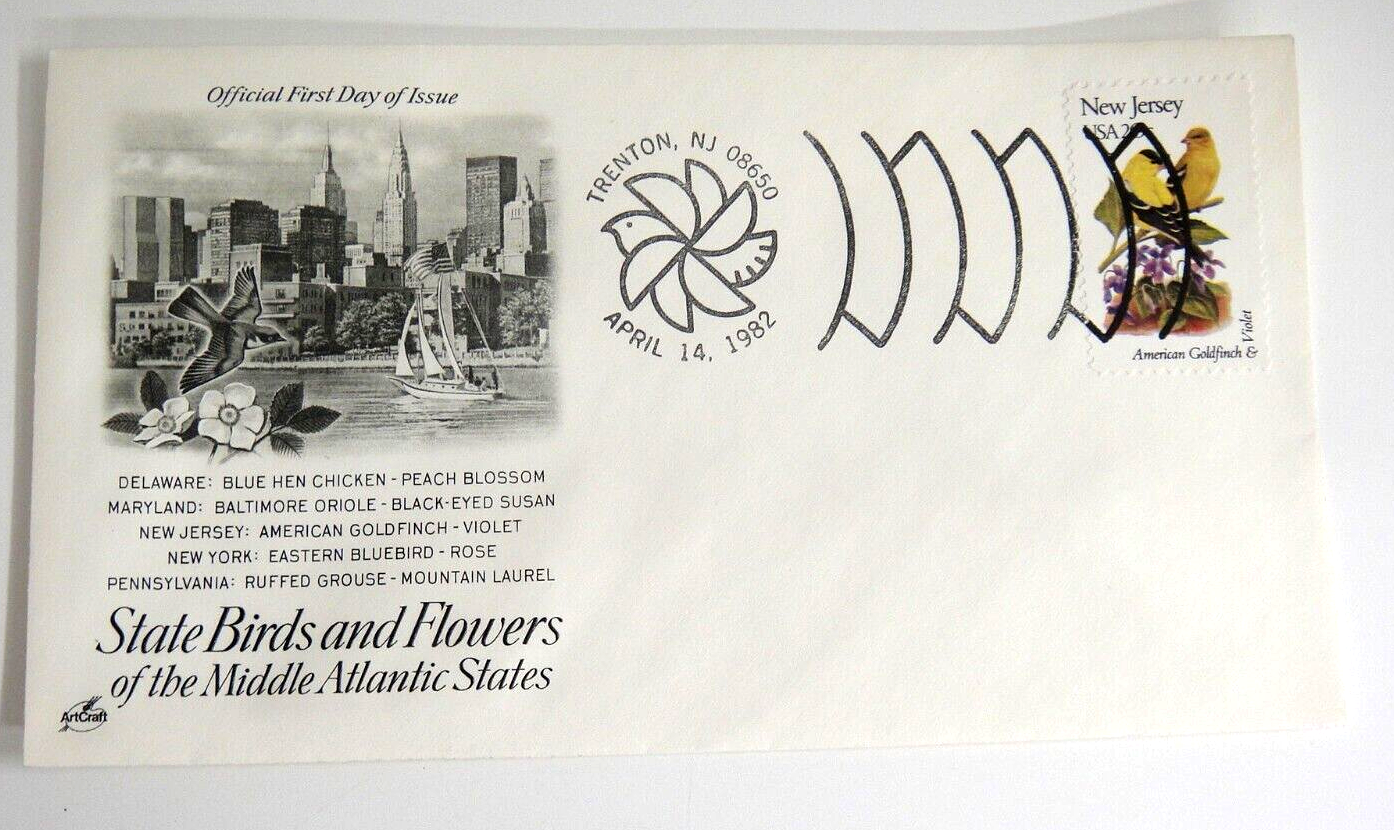 Official First Day of Issue
DELAWARE: BLUE HEN CHICKEN - PEACH BLOSSOM
MARYLAND: BALTIMORE ORIOLE - BLACK-EYED SUSAN
NEW JERSEY: AMERICAN GOLDFINCH - VIOLET
NEW YORK: EASTERN BLUEBIRD - ROSE
PENNSYLVANIA: RUFFED GROUSE - MOUNTAIN LAUREL
State Birds and Flowers
of the Middle Atlantic States
ArtCraft
TRENTON, NJ 08650
APRIL 14, 1982
New Jersey
USA 20c
American Goldfinch &
Violet